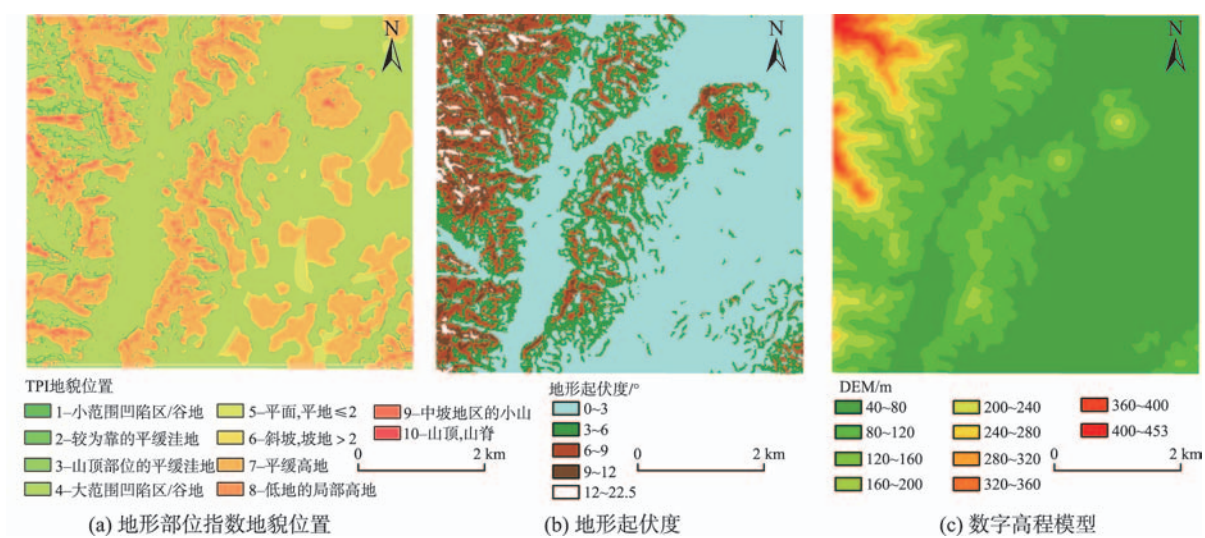 N
N
N
TPI地貌位置
1–小范围凹陷区/谷地
2–较为靠的平缓洼地
3–山顶部位的平缓洼地
4–大范围凹陷区/谷地
5–平面,平地≤2
6–斜坡,坡地>2
7–平缓高地
8–低地的局部高地
9–中坡地区的小山
10–山顶,山脊
0 2 km
(a) 地形部位指数地貌位置
地形起伏度/°
0~3
3~6
6~9
9~12
12~22.5
0 2 km
(b) 地形起伏度
DEM/m
40~80
80~120
120~160
160~200
200~240
240~280
280~320
320~360
360~400
400~453
0 2 km
(c) 数字高程模型